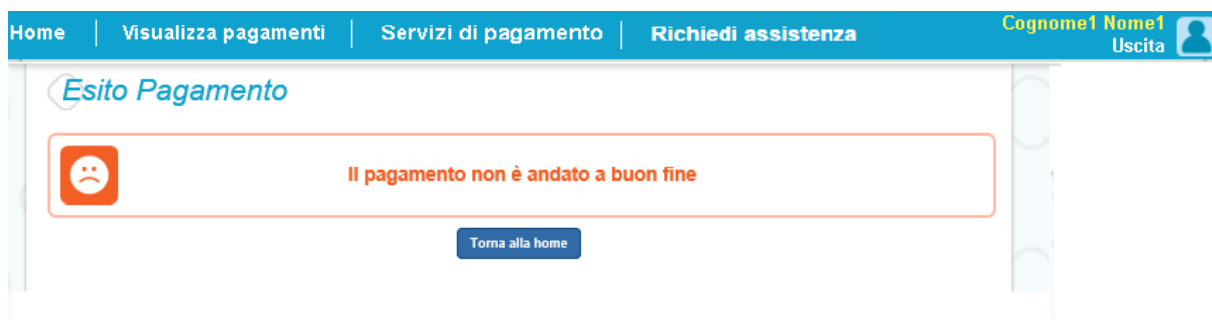 Home Visualizza pagamenti Servizi di pagamento Richiedi assistenza Cognome1 Nome1
Uscita
Esito Pagamento
Il pagamento non è andato a buon fine
Torna alla home